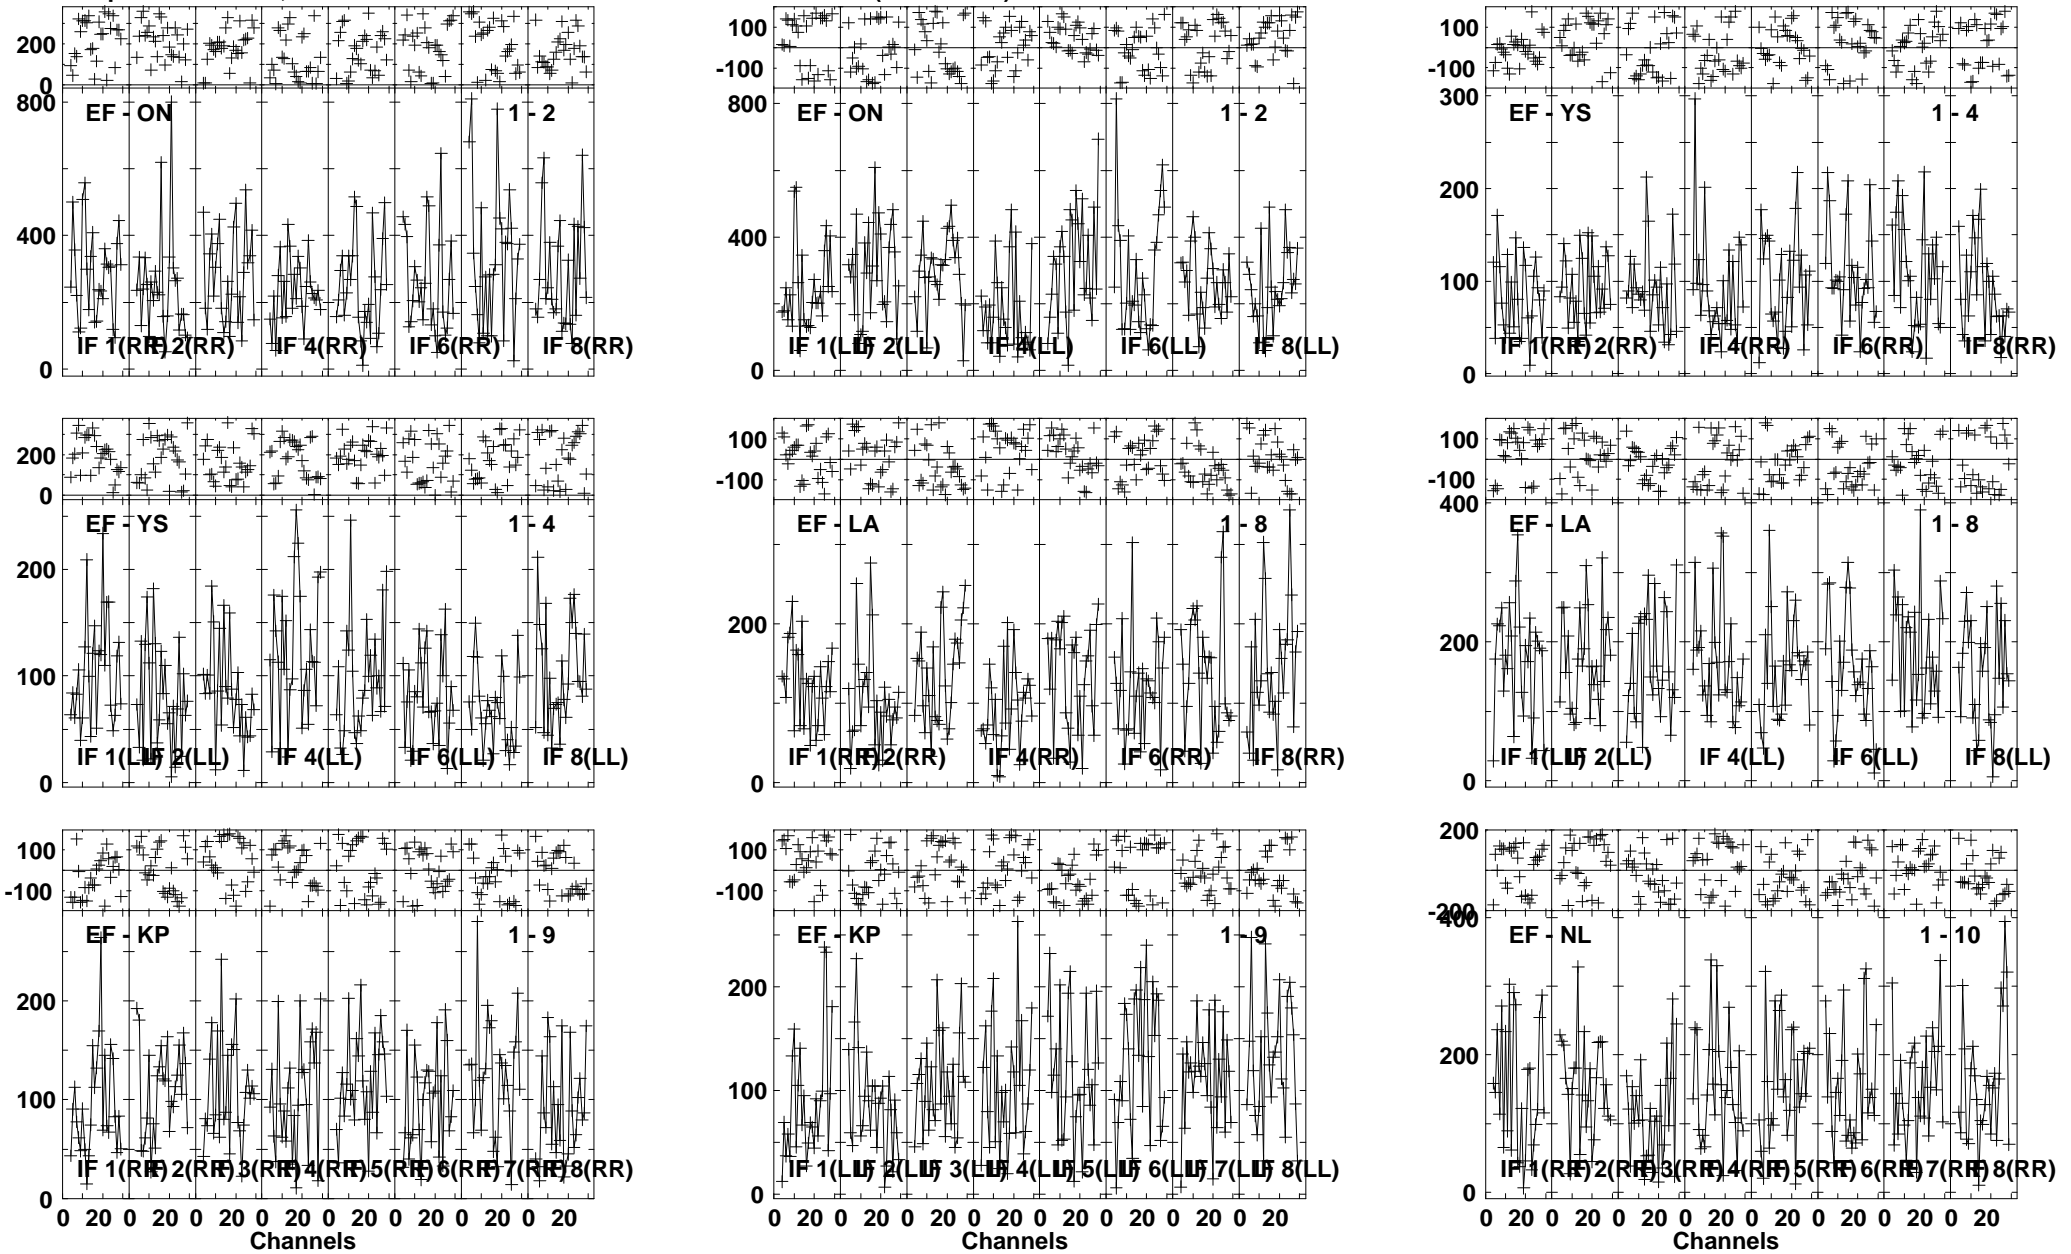 200
0
100
-100
100
-100
800
400
0
EF - ON
1 - 2
IF 1(RR)
IF 2(RR)
IF 4(RR)
IF 6(RR)
IF 8(RR)
800
400
0
EF - ON
1 - 2
IF 1(LL)
IF 2(LL)
IF 4(LL)
IF 6(LL)
IF 8(LL)
300
200
100
0
EF - YS
1 - 4
IF 1(RR)
IF 2(RR)
IF 4(RR)
IF 6(RR)
IF 8(RR)
200
0
100
-100
100
-100
200
100
0
EF - YS
1 - 4
IF 1(LL)
IF 2(LL)
IF 4(LL)
IF 6(LL)
IF 8(LL)
200
0
EF - LA
1 - 8
IF 1(RR)
IF 2(RR)
IF 4(RR)
IF 6(RR)
IF 8(RR)
400
200
0
EF - LA
1 - 8
IF 1(LL)
IF 2(LL)
IF 4(LL)
IF 6(LL)
IF 8(LL)
100
-100
100
-100
200
-200
200
100
0
EF - KP
1 - 9
IF 1(RR)
IF 2(RR)
IF 3(RR)
IF 4(RR)
IF 5(RR)
IF 6(RR)
IF 7(RR)
IF 8(RR)
200
100
0
EF - KP
1 - 9
IF 1(LL)
IF 2(LL)
IF 3(LL)
IF 4(LL)
IF 5(LL)
IF 6(LL)
IF 7(LL)
IF 8(LL)
400
200
0
EF - NL
1 - 10
IF 1(RR)
IF 2(RR)
IF 3(RR)
IF 4(RR)
IF 5(RR)
IF 6(RR)
IF 7(RR)
IF 8(RR)
0 20 0 20 0 20 0 20 0 20 0 20 0 20 0 20
Channels
0 20 0 20 0 20 0 20 0 20 0 20 0 20 0 20
Channels
0 20 0 20 0 20 0 20 0 20 0 20 0 20 0 20
Channels